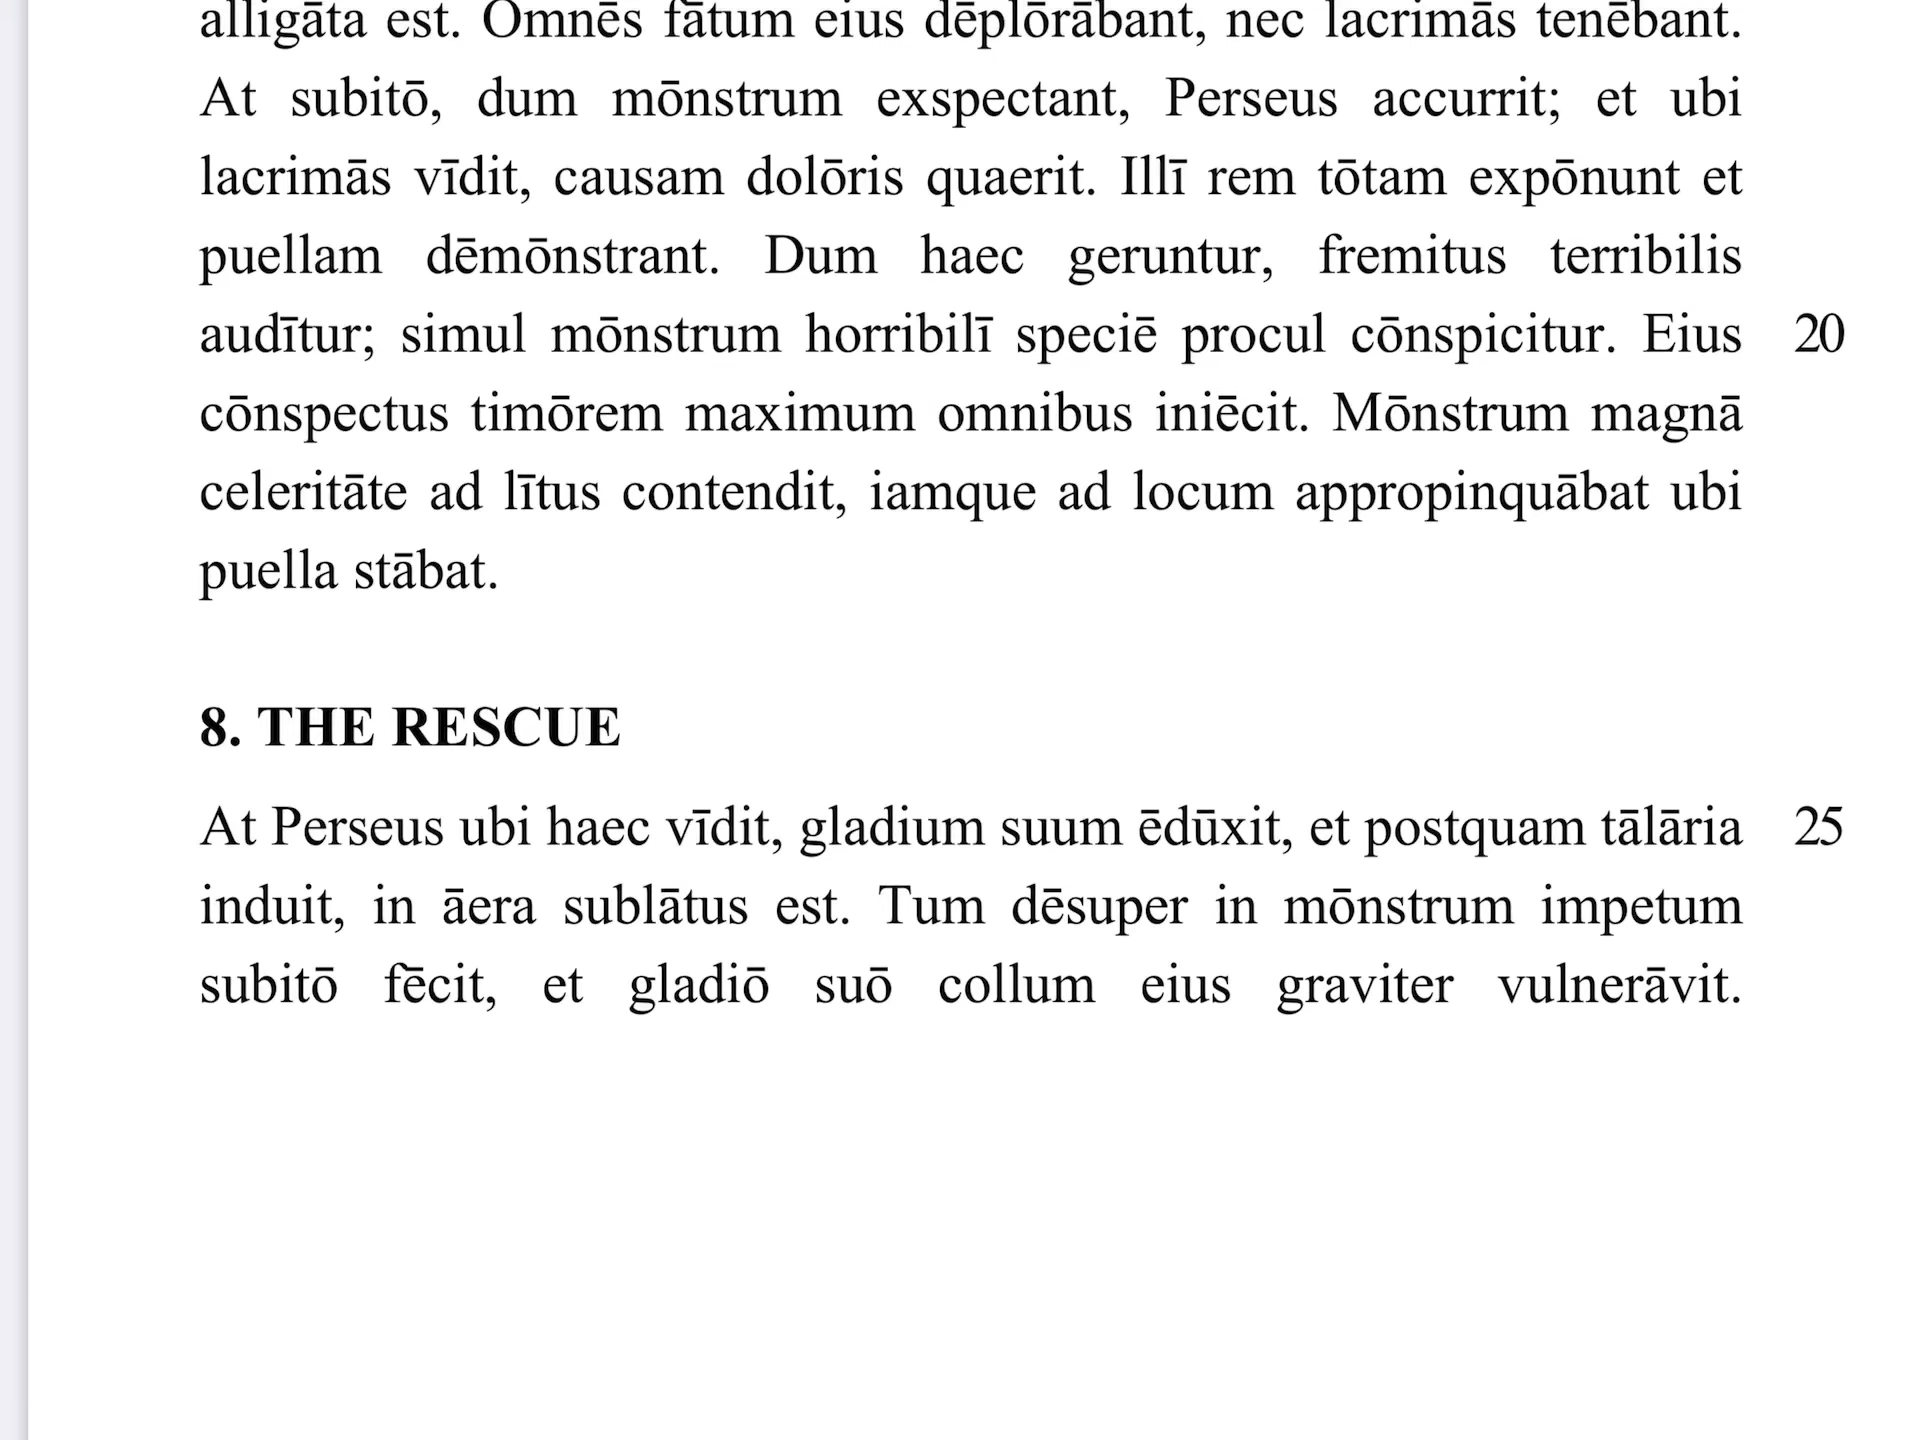 alligāta est. Omnēs fātum eius dēplōrābant, nec lacrimās tenēbant.
At subitō, dum mōnstrum exspectant, Perseus accurrit; et ubi
lacrimās vīdit, causam dolōris quaerit. Illī rem tōtam expōnunt et
puellam dēmōnstrant. Dum haec geruntur, fremitus terribilis
audītur; simul mōnstrum horribilī speciē procul cōnspicitur. Eius 20
cōnspectus timōrem maximum omnibus iniēcit. Mōnstrum magnā
celeritāte ad lītus contendit, iamque ad locum appropinquābat ubi
puella stābat.
8. THE RESCUE
At Perseus ubi haec vīdit, gladium suum ēdūxit, et postquam tālāria 25
induit, in āera sublātus est. Tum dēsuper in mōnstrum impetum
subitō fēcit, et gladiō suō collum eius graviter vulnerāvit.